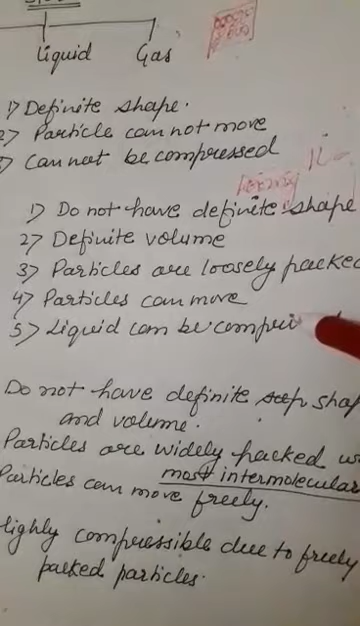 Liquid Gas
1) Definite shape.
2) Particle can not move
3) Can not be compressed
1) Do not have definite shape
2) Definite volume
3) Particles are loosely packed
4) Particles can move
5) Liquid can be
Do not have definite shap
and volume.
Particles are widely packed
most intermolecular
Particles can move freely.
Highly compressible due to freely
packed particles.